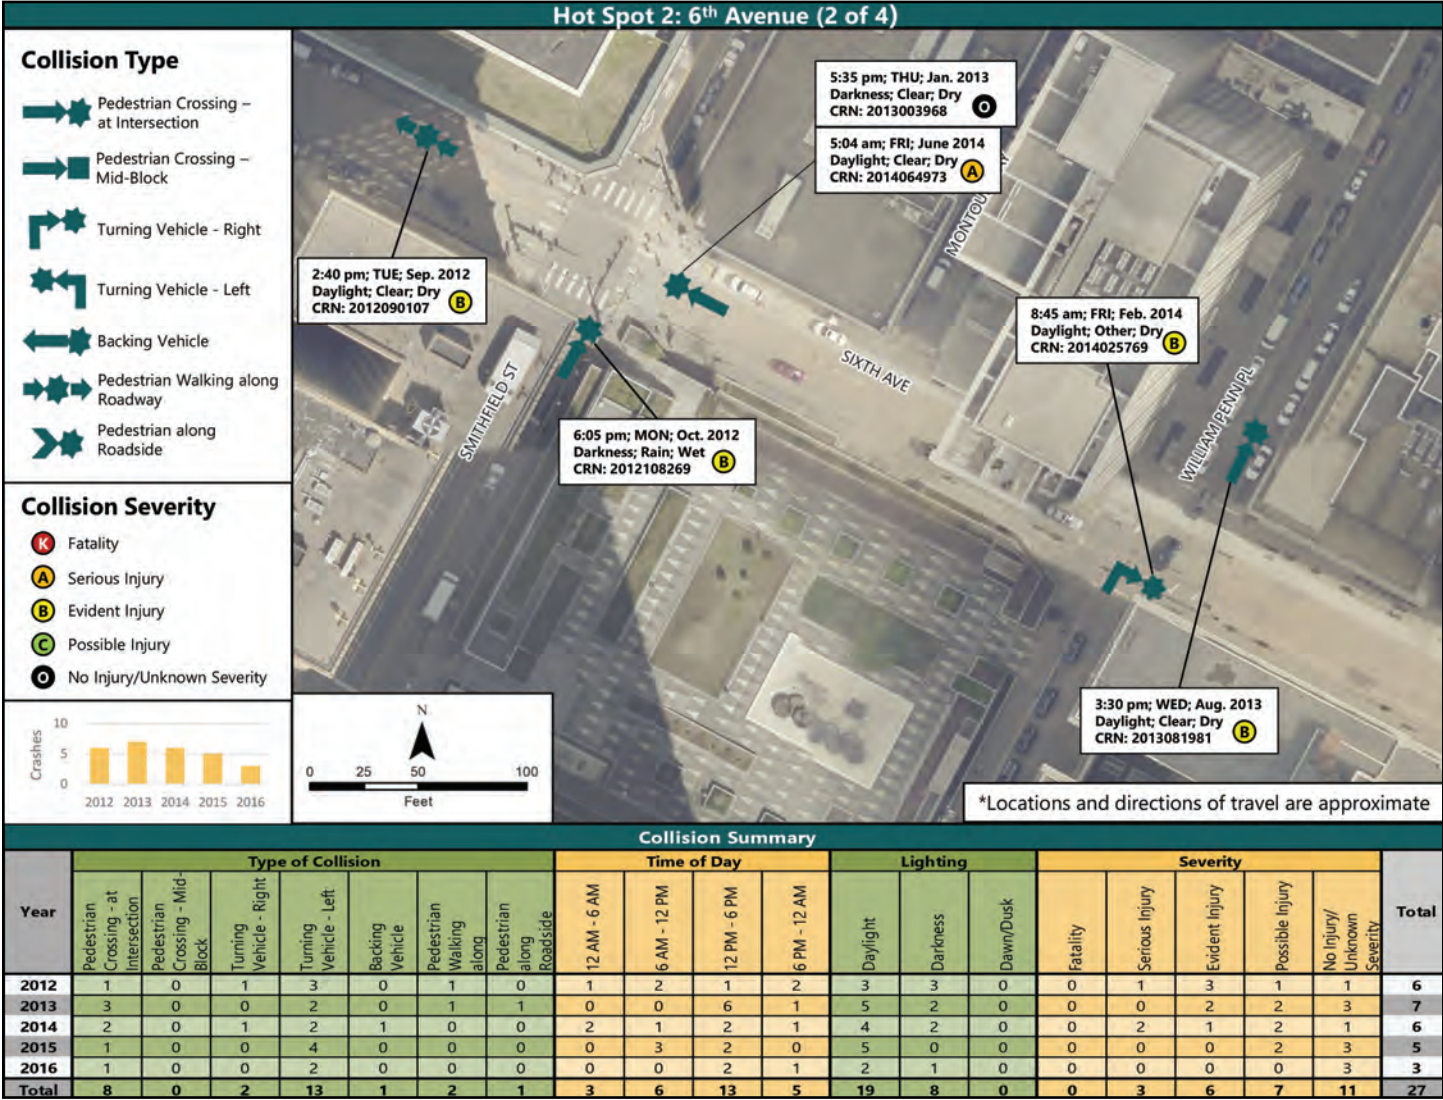 Hot Spot 2: 6th Avenue (2 of 4)
Collision Type
Pedestrian Crossing –
at Intersection
Pedestrian Crossing –
Mid-Block
Turning Vehicle - Right
Turning Vehicle - Left
Backing Vehicle
Pedestrian Walking along
Roadway
Pedestrian along
Roadside
Collision Severity
K Fatality
A Serious Injury
B Evident Injury
C Possible Injury
O No Injury/Unknown Severity
Crashes
10
5
0
2012 2013 2014 2015 2016
5:35 pm; THU; Jan. 2013
Darkness; Clear; Dry
CRN: 2013003968 O
5:04 am; FRI; June 2014
Daylight; Clear; Dry
CRN: 2014064973 A
2:40 pm; TUE; Sep. 2012
Daylight; Clear; Dry
CRN: 2012090107 B
8:45 am; FRI; Feb. 2014
Daylight; Other; Dry
CRN: 2014025769 B
6:05 pm; MON; Oct. 2012
Darkness; Rain; Wet
CRN: 2012108269 B
3:30 pm; WED; Aug. 2013
Daylight; Clear; Dry
CRN: 2013081981 B
SMITHFIELD ST
SIXTH AVE
WILLIAM PENN PL
N
0 25 50 100
Feet
*Locations and directions of travel are approximate
Collision Summary
Year Type of Collision Time of Day Lighting Severity Total
Pedestrian Crossing - at Intersection
Pedestrian Crossing - Mid-Block
Turning Vehicle - Right
Turning Vehicle - Left
Backing Vehicle
Pedestrian Walking along
Pedestrian along Roadside
12 AM - 6 AM
6 AM - 12 PM
12 PM - 6 PM
6 PM - 12 AM
Daylight
Darkness
Dawn/Dusk
Fatality
Serious Injury
Evident Injury
Possible Injury
No Injury/ Unknown Severity
2012 1 0 1 3 0 1 0 1 2 1 2 3 3 0 0 1 3 1 1 6
2013 3 0 0 2 0 1 1 0 0 6 1 5 2 0 0 0 2 2 3 7
2014 2 0 1 2 1 0 0 2 1 2 1 4 2 0 0 2 1 2 1 6
2015 1 0 0 4 0 0 0 0 3 2 0 5 0 0 0 0 0 2 3 5
2016 1 0 0 2 0 0 0 0 0 2 1 2 1 0 0 0 0 0 3 3
Total 8 0 2 13 1 2 1 3 6 13 5 19 8 0 0 3 6 7 11 27